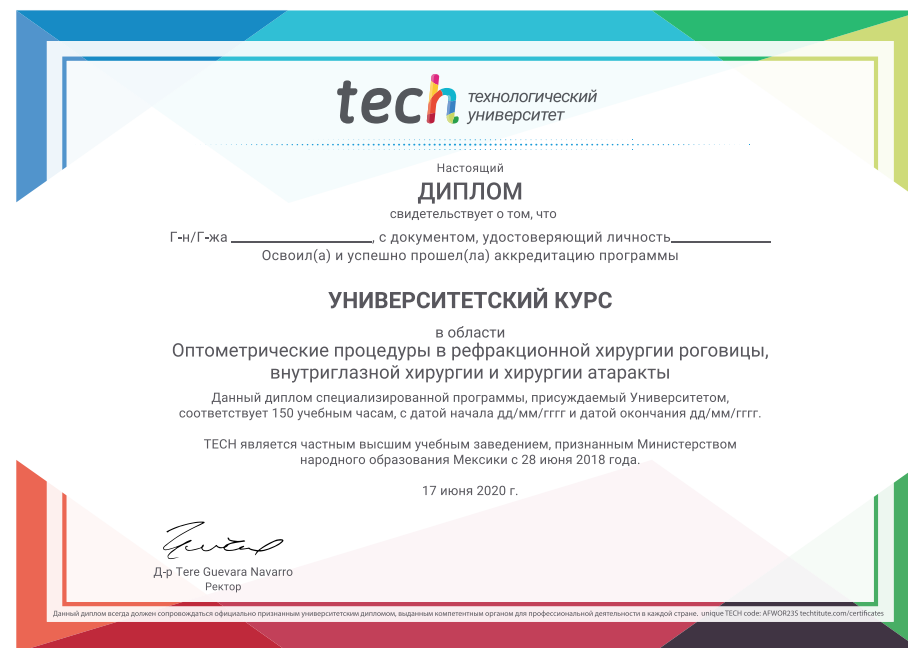 tech технологический
университет
Настоящий
ДИПЛОМ
свидетельствует о том, что
Г-н/Г-жа ____________, с документом, удостоверяющий личность____________
Освоил(а) и успешно прошел(ла) аккредитацию программы
УНИВЕРСИТЕТСКИЙ КУРС
в области
Оптометрические процедуры в рефракционной хирургии роговицы,
внутриглазной хирургии и хирургии атаракты
Данный диплом специализированной программы, присуждаемый Университетом,
соответствует 150 учебным часам, с датой начала дд/мм/гггг и датой окончания дд/мм/гггг.
TECH является частным высшим учебным заведением, признанным Министерством
народного образования Мексики с 28 июня 2018 года.
17 июня 2020 г.
Д-р Tere Guevara Navarro
Ректор
Данный диплом всегда должен сопровождаться официально признанным университетским дипломом, выданным компетентным органом для профессиональной деятельности в каждой стране. unique TECH code: AFWOR23S techtitute.com/certificates